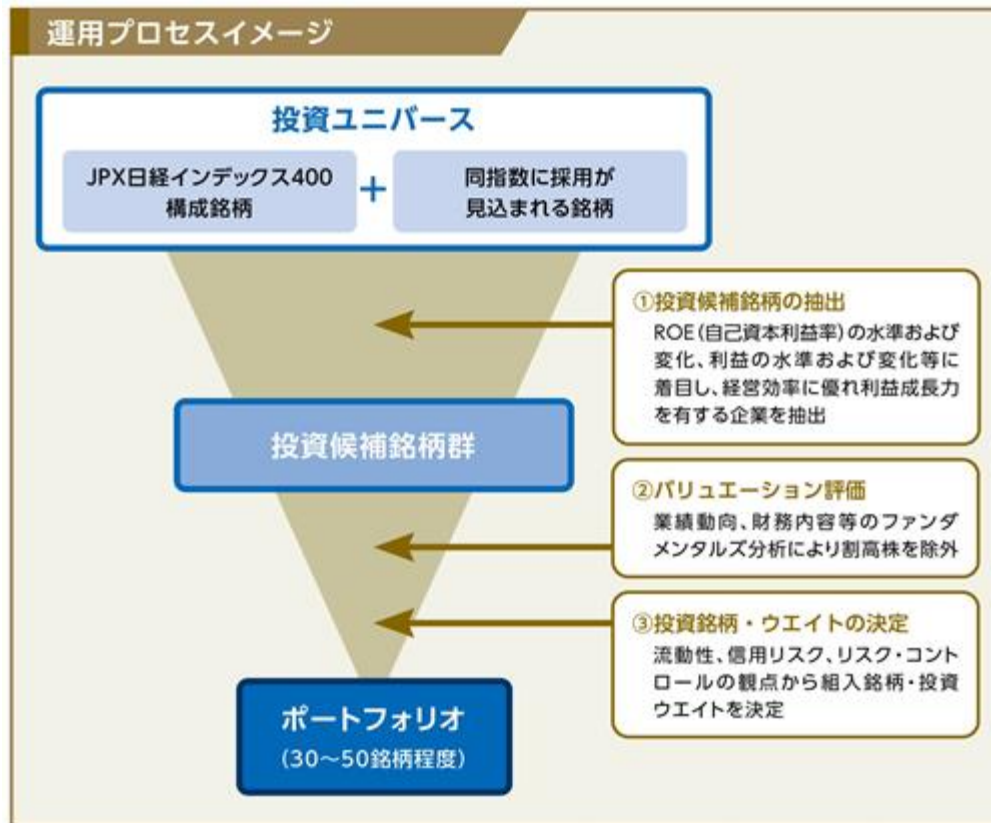 運用プロセスイメージ
投資ユニバース
JPX日経インデックス400
構成銘柄
+
同指数に採用が
見込まれる銘柄
①投資候補銘柄の抽出
ROE(自己資本利益率)の水準および
変化、利益の水準および変化等に
着目し、経営効率に優れ利益成長力
を有する企業を抽出
投資候補銘柄群
②バリュエーション評価
業績動向、財務内容等のファンダ
メンタルズ分析により割高株を除外
③投資銘柄・ウエイトの決定
流動性、信用リスク、リスク・コント
ロールの観点から組入銘柄・投資
ウエイトを決定
ポートフォリオ
(30～50銘柄程度)